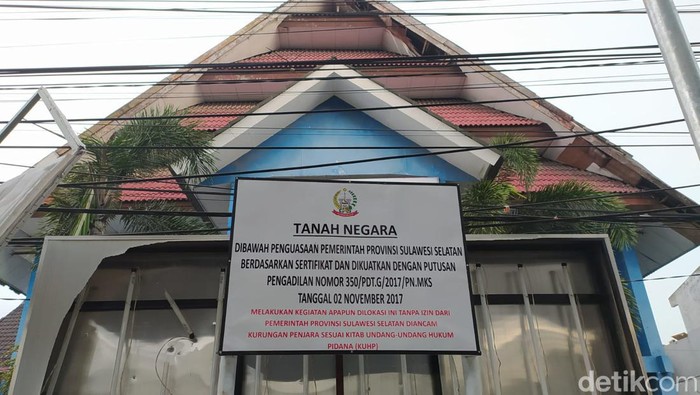 TANAH NEGARA
DIBAWAH PENGUASAAN PEMERINTAH PROVINSI SULAWESI SELATAN
BERDASARKAN SERTIFIKAT DAN DIKUATKAN DENGAN PUTUSAN
PENGADILAN NOMOR 350/PDT.G/2017/PN.MKS
TANGGAL 02 NOVEMBER 2017
MELAKUKAN KEGIATAN APAPUN DILOKASI INI TANPA IZIN DARI
PEMERINTAH PROVINSI SULAWESI SELATAN DIANCAM
KURUNGAN PENJARA SESUAI KITAB UNDANG-UNDANG HUKUM
PIDANA (KUHP)
detikcom